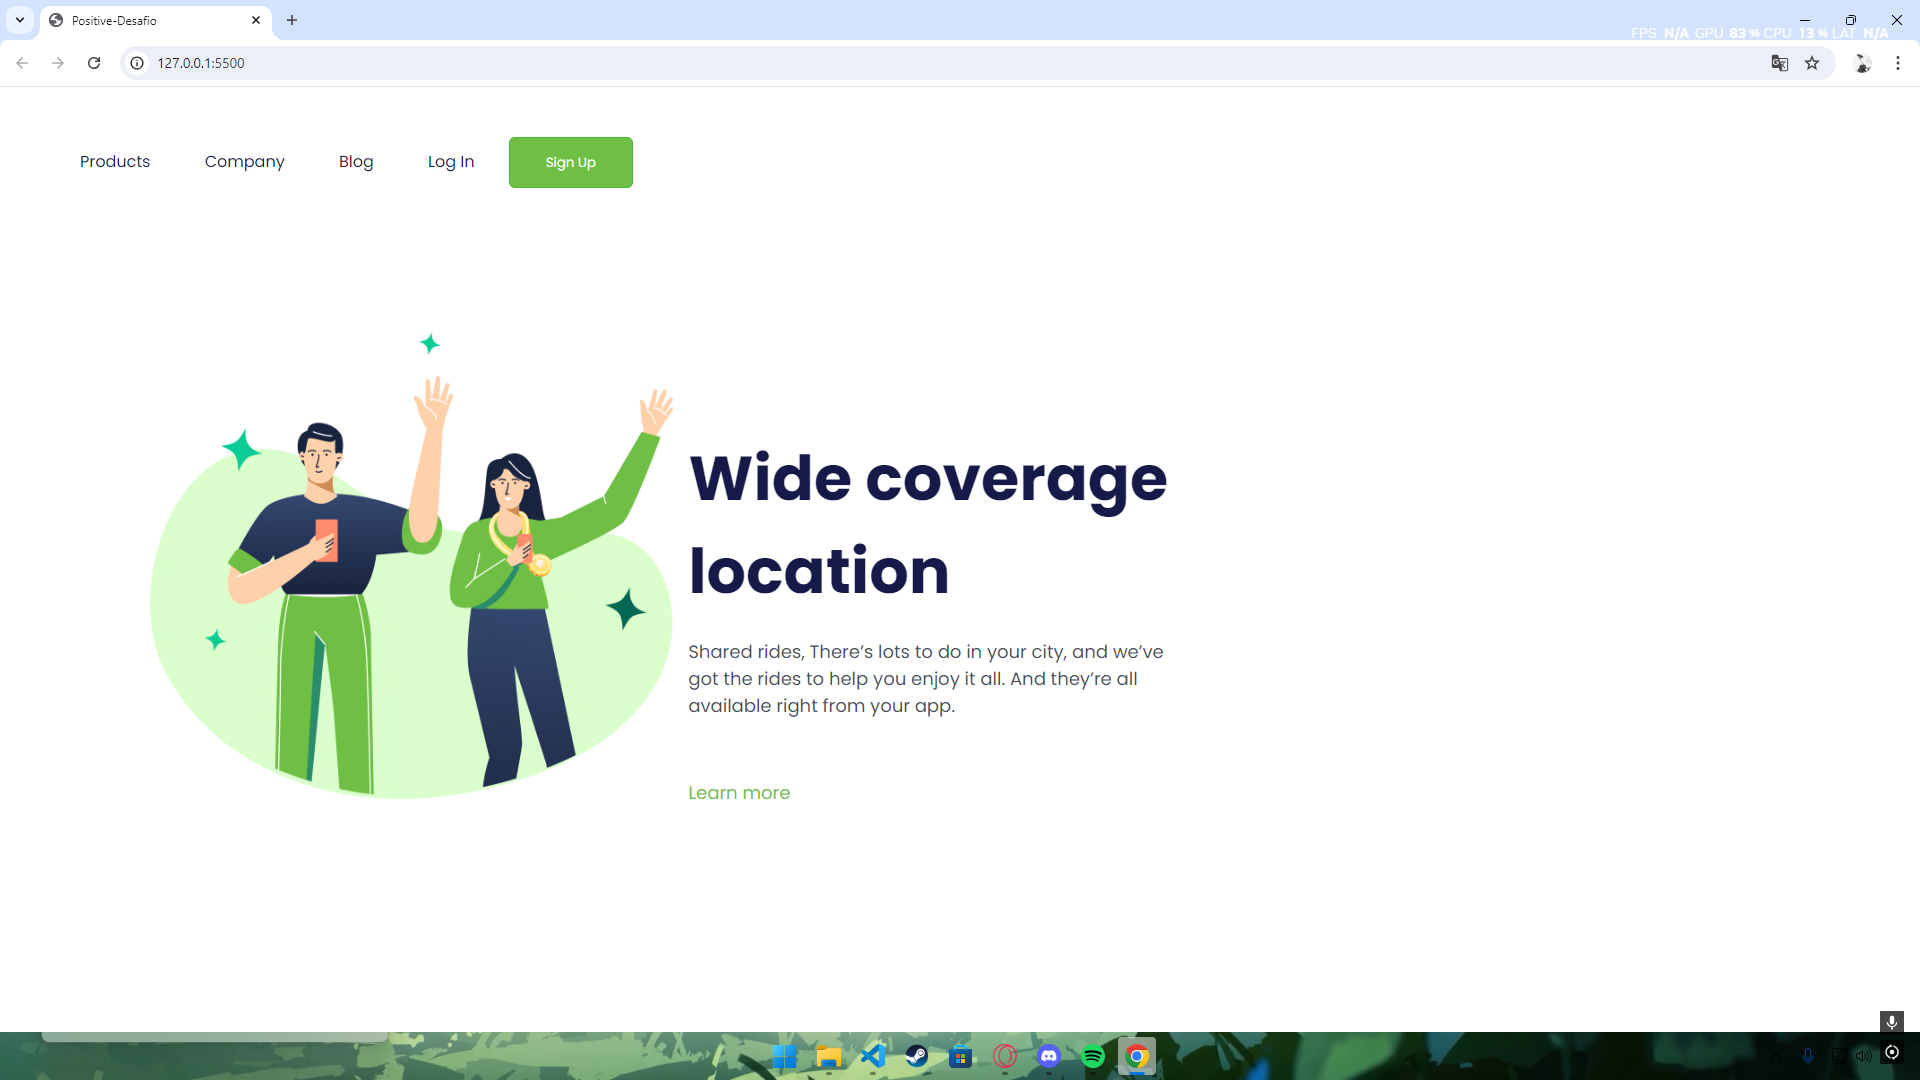 Positive-Desafio
FPS N/A GPU 83 % CPU 13 % LAT N/A
127.0.0.1:5500
Products
Company
Blog
Log In
Sign Up
Wide coverage
location
Shared rides, There’s lots to do in your city, and we’ve
got the rides to help you enjoy it all. And they’re all
available right from your app.
Learn more